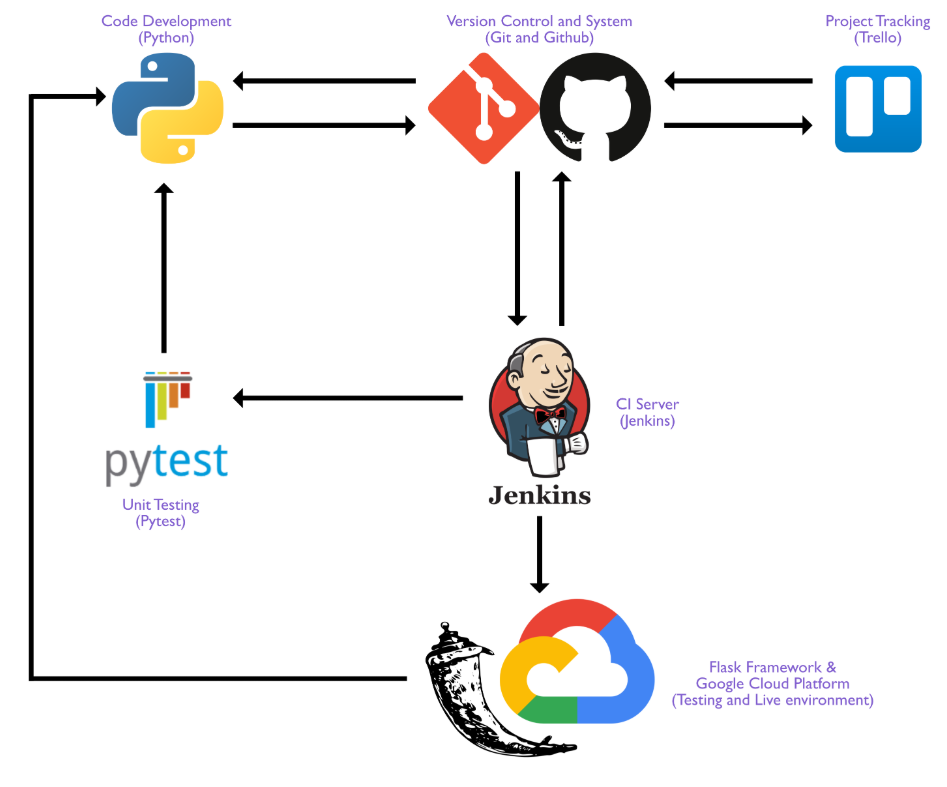 Code Development
(Python)
Version Control and System
(Git and Github)
Project Tracking
(Trello)
CI Server
(Jenkins)
Jenkins
pytest
Unit Testing
(Pytest)
Flask Framework &
Google Cloud Platform
(Testing and Live environment)